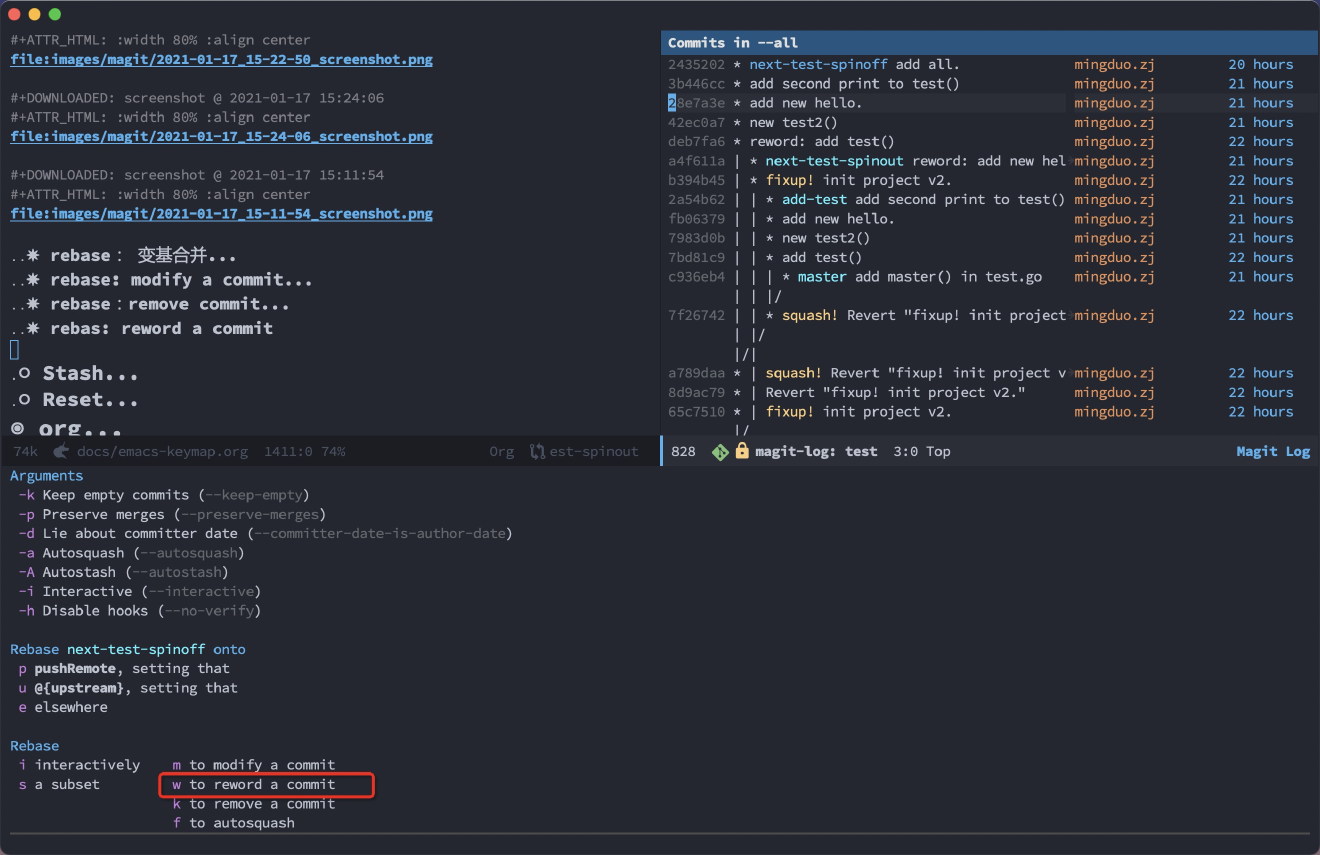 #+ATTR_HTML: :width 80% :align center
file:images/magit/2021-01-17_15-22-50_screenshot.png
#+DOWNLOADED: screenshot @ 2021-01-17 15:24:06
#+ATTR_HTML: :width 80% :align center
file:images/magit/2021-01-17_15-24-06_screenshot.png
#+DOWNLOADED: screenshot @ 2021-01-17 15:11:54
#+ATTR_HTML: :width 80% :align center
file:images/magit/2021-01-17_15-11-54_screenshot.png
..✷ rebase： 变基合并...
..✷ rebase: modify a commit...
..✷ rebase：remove commit...
..✷ rebas: reword a commit
.○ Stash...
.○ Reset...
◉ org...
74k docs/emacs-keymap.org 1411:0 74% Org est-spinout
Commits in --all
2435202 * next-test-spinoff add all. mingduo.zj 20 hours
3b446cc * add second print to test() mingduo.zj 21 hours
28e7a3e * add new hello. mingduo.zj 21 hours
42ec0a7 * new test2() mingduo.zj 21 hours
deb7fa6 * reword: add test() mingduo.zj 22 hours
a4f611a | * next-test-spinout reword: add new hel mingduo.zj 21 hours
b394b45 | * fixup! init project v2. mingduo.zj 22 hours
2a54b62 | | * add-test add second print to test() mingduo.zj 21 hours
fb06379 | | * add new hello. mingduo.zj 21 hours
7983d0b | | * new test2() mingduo.zj 21 hours
7bd81c9 | | * add test() mingduo.zj 22 hours
c936eb4 | | | * master add master() in test.go mingduo.zj 21 hours
| | |/
7f26742 | | * squash! Revert "fixup! init project mingduo.zj 22 hours
| |/
|/|
a789daa * | squash! Revert "fixup! init project v mingduo.zj 22 hours
8d9ac79 * | Revert "fixup! init project v2." mingduo.zj 22 hours
65c7510 * | fixup! init project v2. mingduo.zj 22 hours
|/
828 magit-log: test 3:0 Top Magit Log
Arguments
-k Keep empty commits (--keep-empty)
-p Preserve merges (--preserve-merges)
-d Lie about committer date (--committer-date-is-author-date)
-a Autosquash (--autosquash)
-A Autostash (--autostash)
-i Interactive (--interactive)
-h Disable hooks (--no-verify)
Rebase next-test-spinoff onto
p pushRemote, setting that
u @{upstream}, setting that
e elsewhere
Rebase
i interactively m to modify a commit
s a subset w to reword a commit
k to remove a commit
f to autosquash